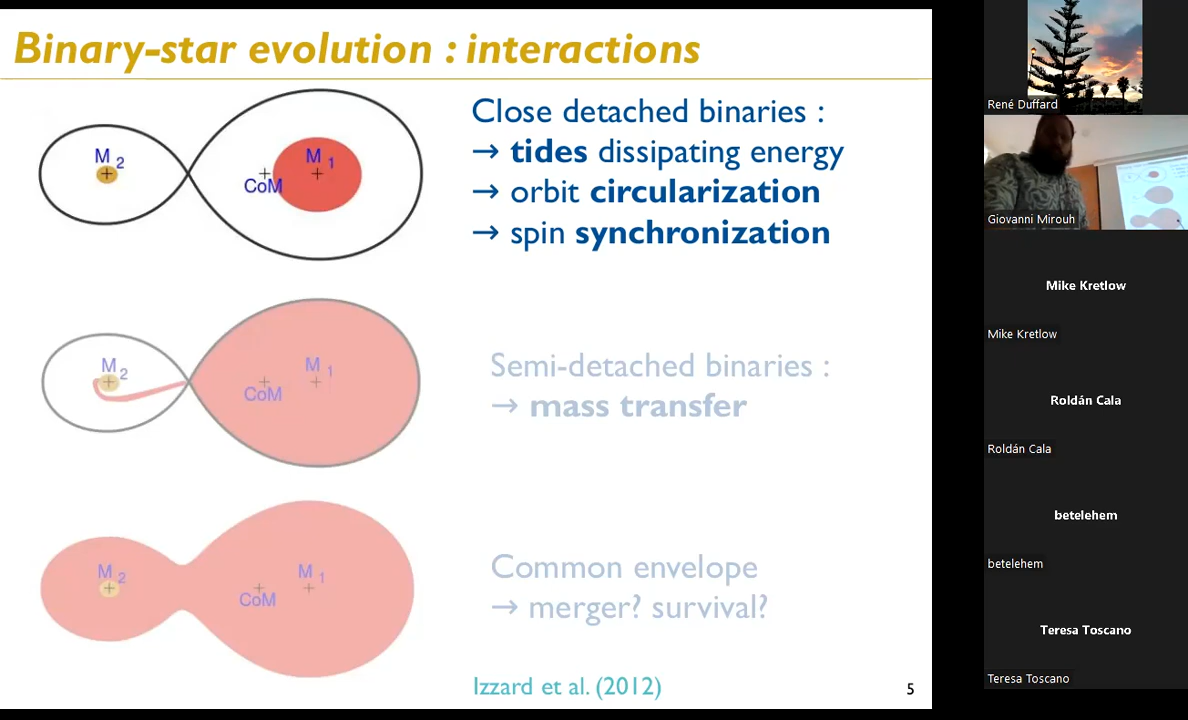 Binary-star evolution : interactions
M 2
M 1
CoM
Close detached binaries :
→ tides dissipating energy
→ orbit circularization
→ spin synchronization
M 2
M 1
CoM
Semi-detached binaries :
→ mass transfer
M 2
M 1
CoM
Common envelope
→ merger? survival?
Izzard et al. (2012)
5
René Duffard
Giovanni Mirouh
Mike Kretlow
Mike Kretlow
Roldán Cala
Roldán Cala
betelehem
betelehem
Teresa Toscano
Teresa Toscano